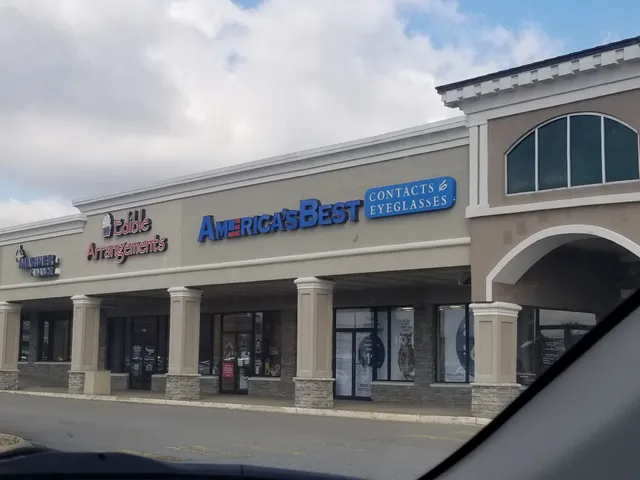 Edible
Arrangements
AMERICA'S BEST
CONTACTS &
EYEGLASSES